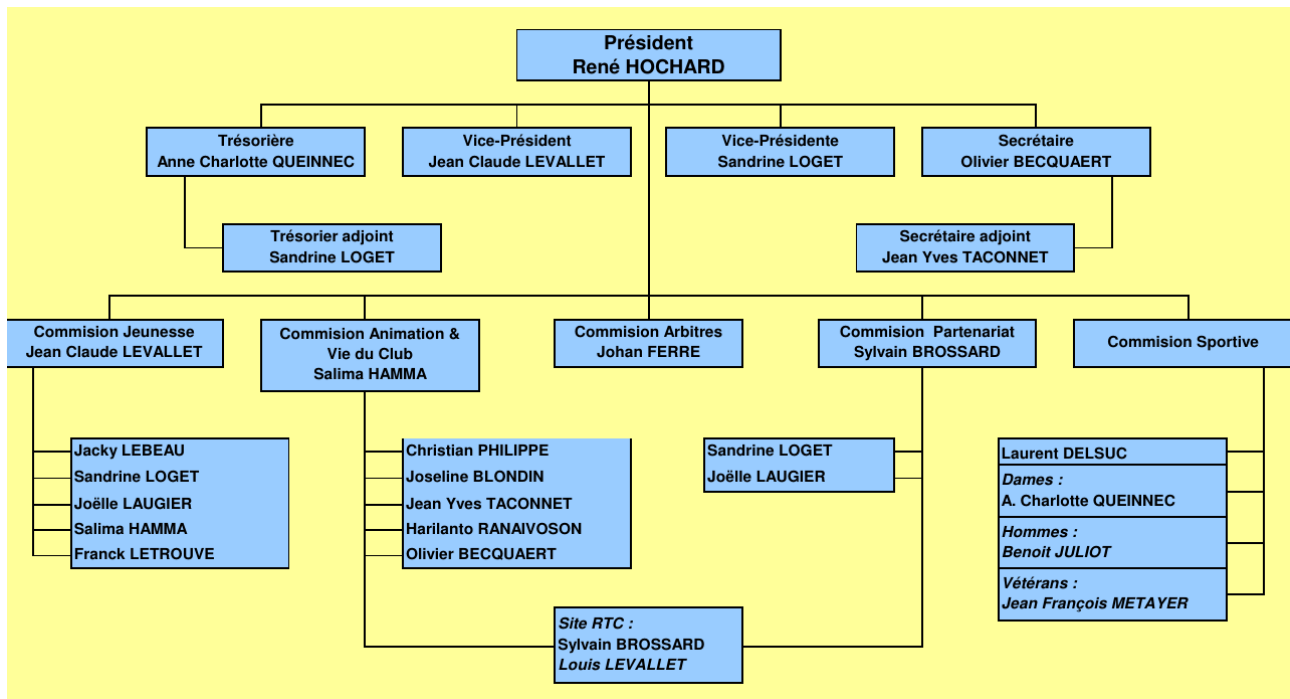 Président
René HOCHARD
Trésorière
Anne Charlotte QUEINNEC
Vice-Président
Jean Claude LEVALLET
Vice-Présidente
Sandrine LOGET
Secrétaire
Olivier BECQUAERT
Trésorier adjoint
Sandrine LOGET
Secrétaire adjoint
Jean Yves TACONNET
Commision Jeunesse
Jean Claude LEVALLET
Commision Animation &
Vie du Club
Salima HAMMA
Commision Arbitres
Johan FERRE
Commision Partenariat
Sylvain BROSSARD
Commision Sportive
Jacky LEBEAU
Sandrine LOGET
Joëlle LAUGIER
Salima HAMMA
Franck LETROUVE
Christian PHILIPPE
Joseline BLONDIN
Jean Yves TACONNET
Harilanto RANAIVOSON
Olivier BECQUAERT
Sandrine LOGET
Joëlle LAUGIER
Laurent DELSUC
Dames :
A. Charlotte QUEINNEC
Hommes :
Benoit JULIOT
Vétérans :
Jean François METAYER
Site RTC :
Sylvain BROSSARD
Louis LEVALLET